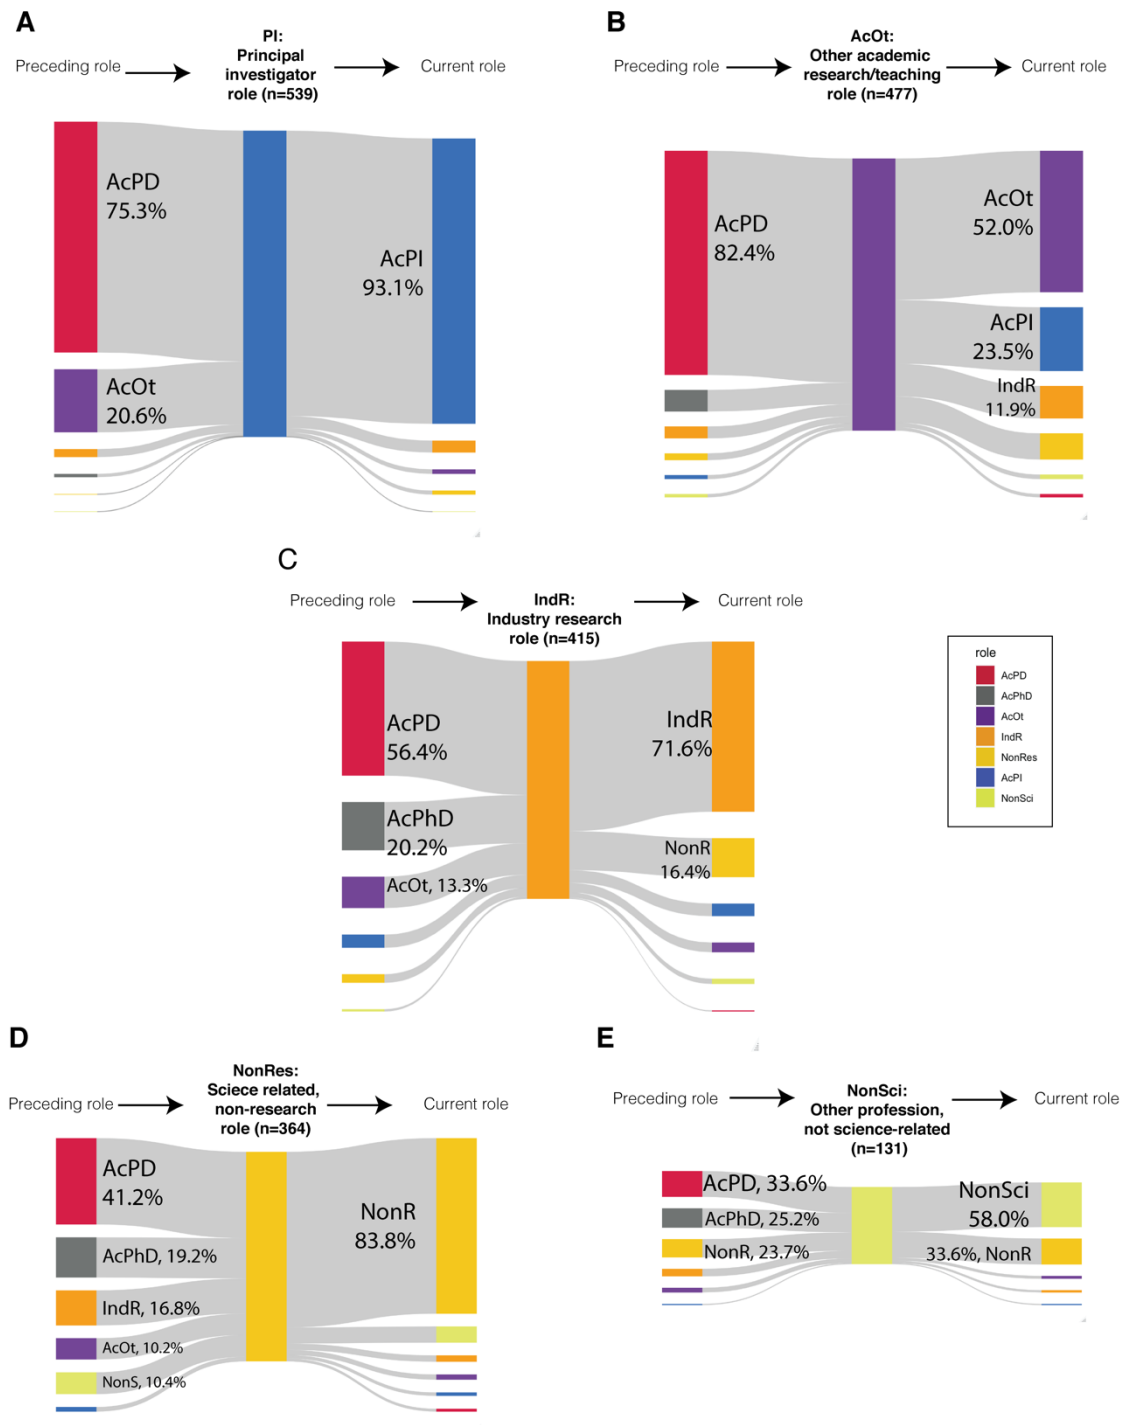 A
PI:
Principal
investigator
role (n=539)
Preceding role
Current role
AcPD
75.3%
AcOt
20.6%
AcPI
93.1%
B
AcOt:
Other academic
research/teaching
role (n=477)
Preceding role
Current role
AcPD
82.4%
AcOt
52.0%
AcPI
23.5%
IndR
11.9%
C
IndR:
Industry research
role (n=415)
Preceding role
Current role
AcPD
56.4%
AcPhD
20.2%
AcOt, 13.3%
IndR
71.6%
NonR
16.4%
role
AcPD
AcPhD
AcOt
IndR
NonRes
AcPI
NonSci
D
NonRes:
Sciece related,
non-research
role (n=364)
Preceding role
Current role
AcPD
41.2%
AcPhD, 19.2%
IndR, 16.8%
AcOt, 10.2%
NonS, 10.4%
NonR
83.8%
E
NonSci:
Other profession,
not science-related
(n=131)
Preceding role
Current role
AcPD, 33.6%
AcPhD, 25.2%
NonR, 23.7%
NonSci
58.0%
33.6%, NonR